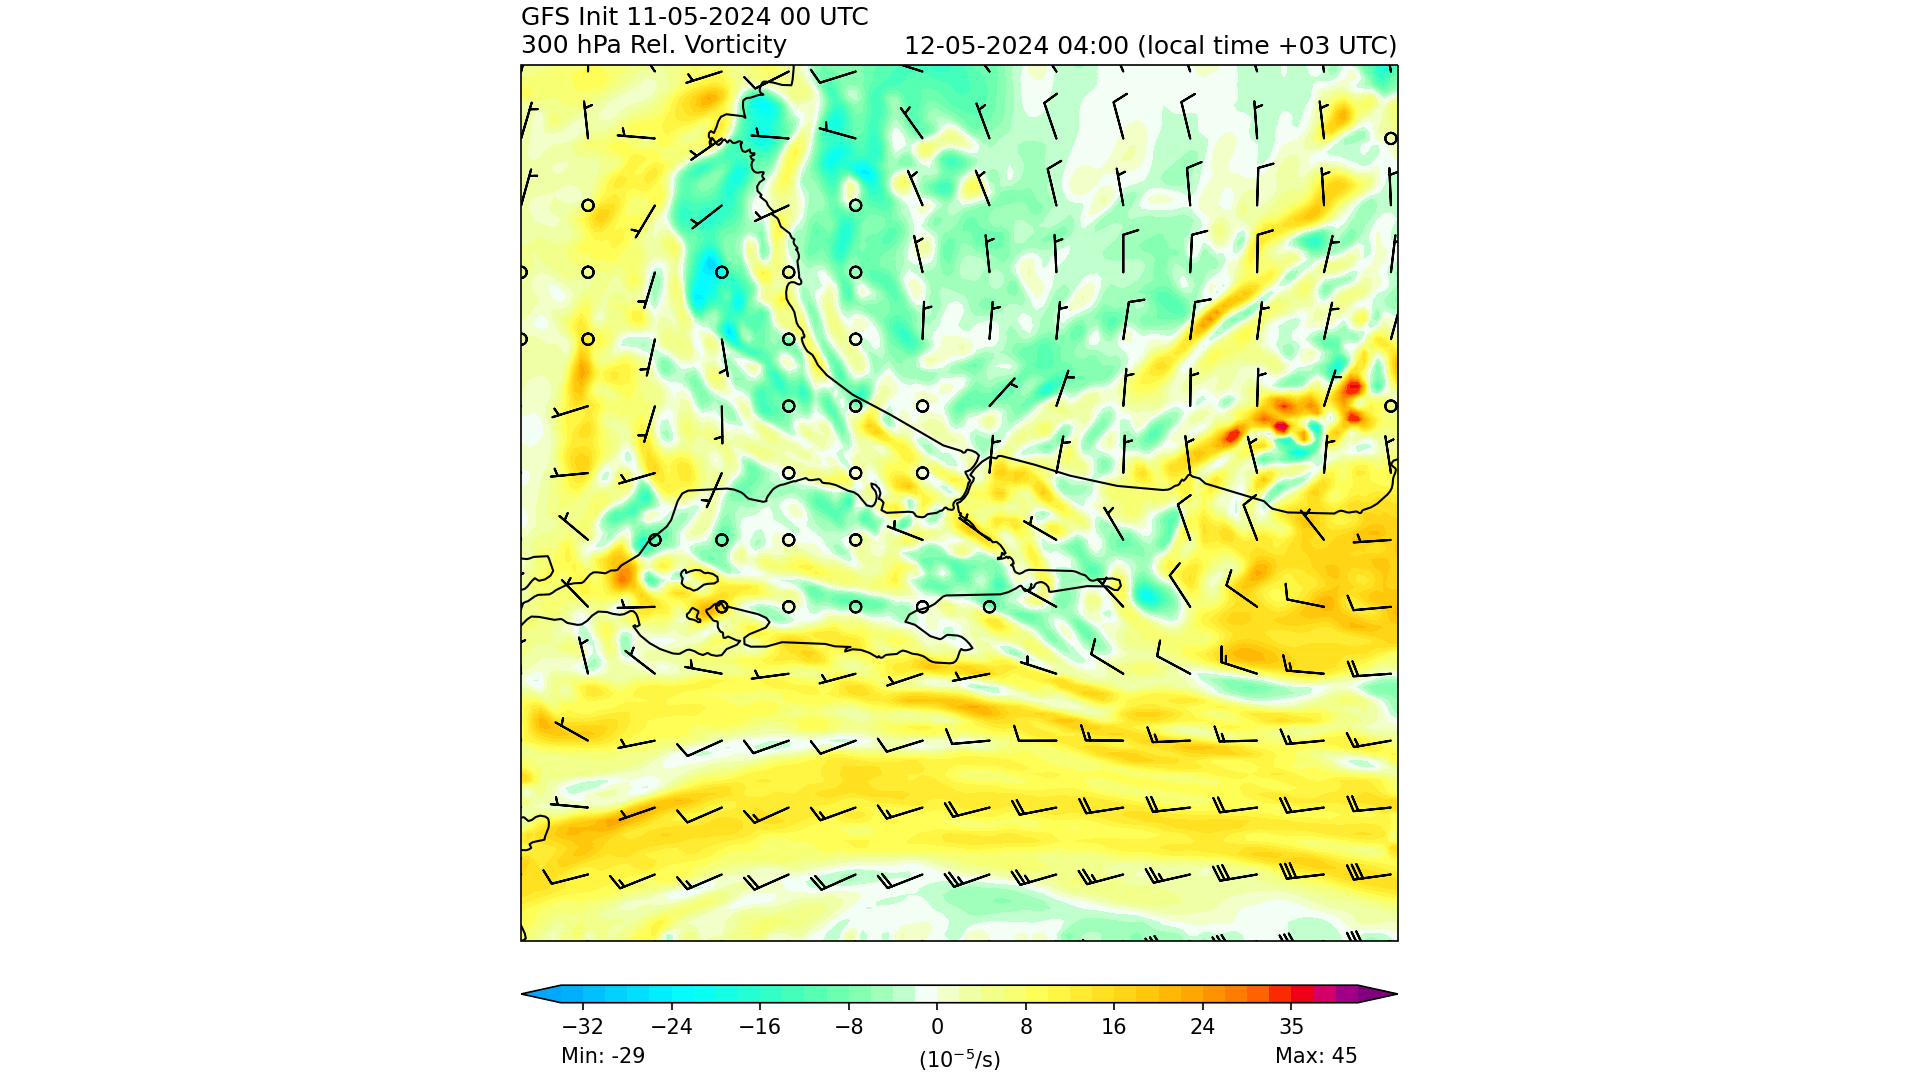 GFS Init 11-05-2024 00 UTC
300 hPa Rel. Vorticity
12-05-2024 04:00 (local time +03 UTC)
−32 −24 −16 −8 0 8 16 24 35
Min: -29 (10⁻⁵/s) Max: 45